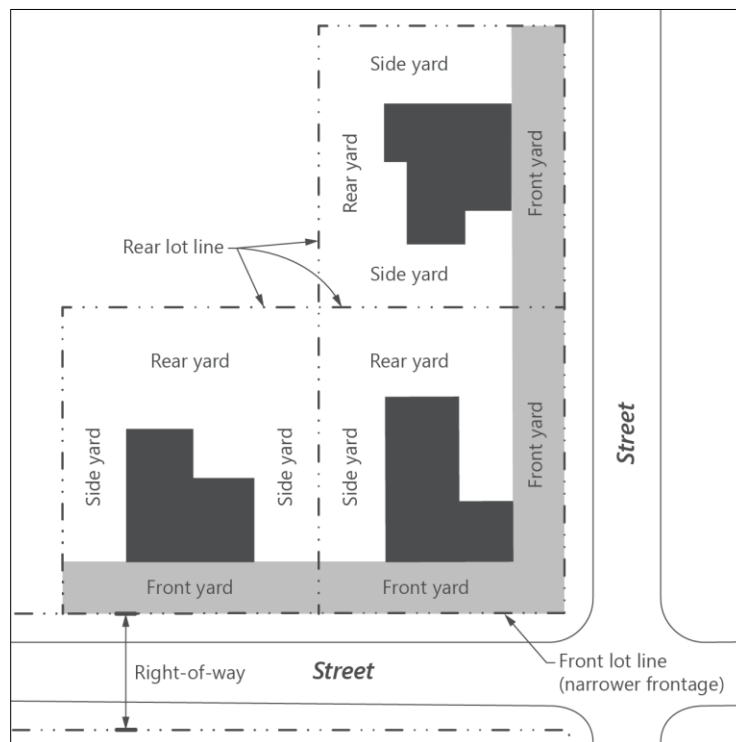 Side yard
Rear yard
Front yard
Rear lot line
Side yard
Rear yard
Rear yard
Side yard
Side yard
Side yard
Front yard
Street
Front yard
Front yard
Right-of-way
Street
Front lot line
(narrower frontage)